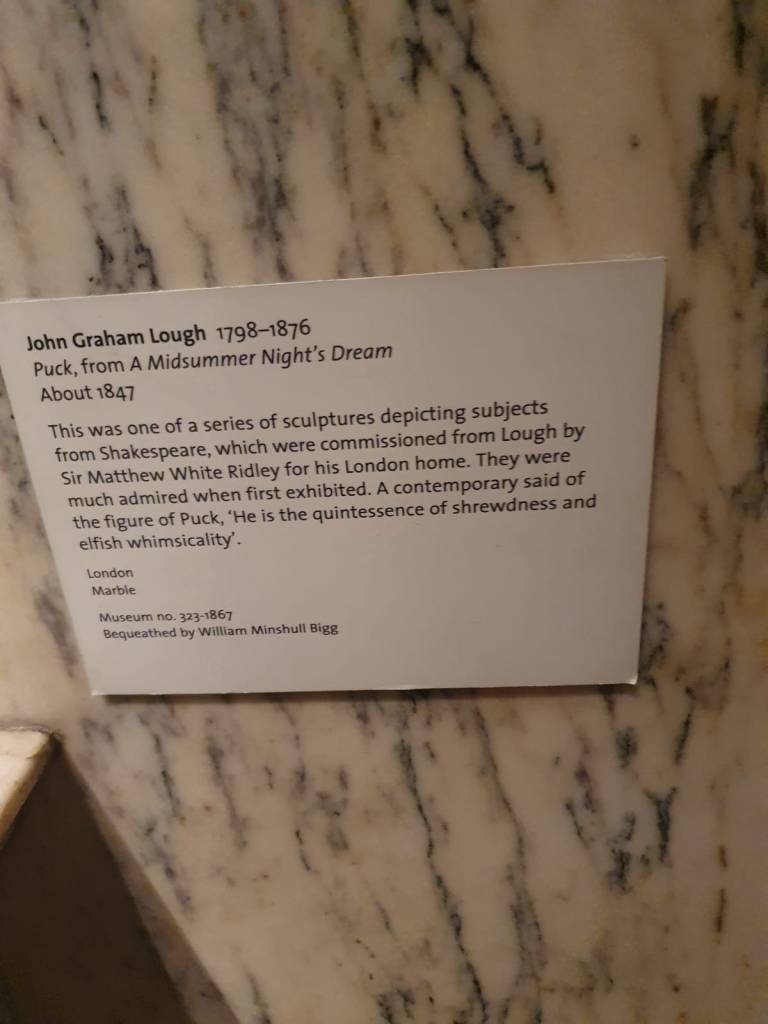 John Graham Lough 1798–1876
Puck, from A Midsummer Night's Dream
About 1847
This was one of a series of sculptures depicting subjects
from Shakespeare, which were commissioned from Lough by
Sir Matthew White Ridley for his London home. They were
much admired when first exhibited. A contemporary said of
the figure of Puck, ‘He is the quintessence of shrewdness and
elfish whimsicality’.
London
Marble
Museum no. 323-1867
Bequeathed by William Minshull Bigg